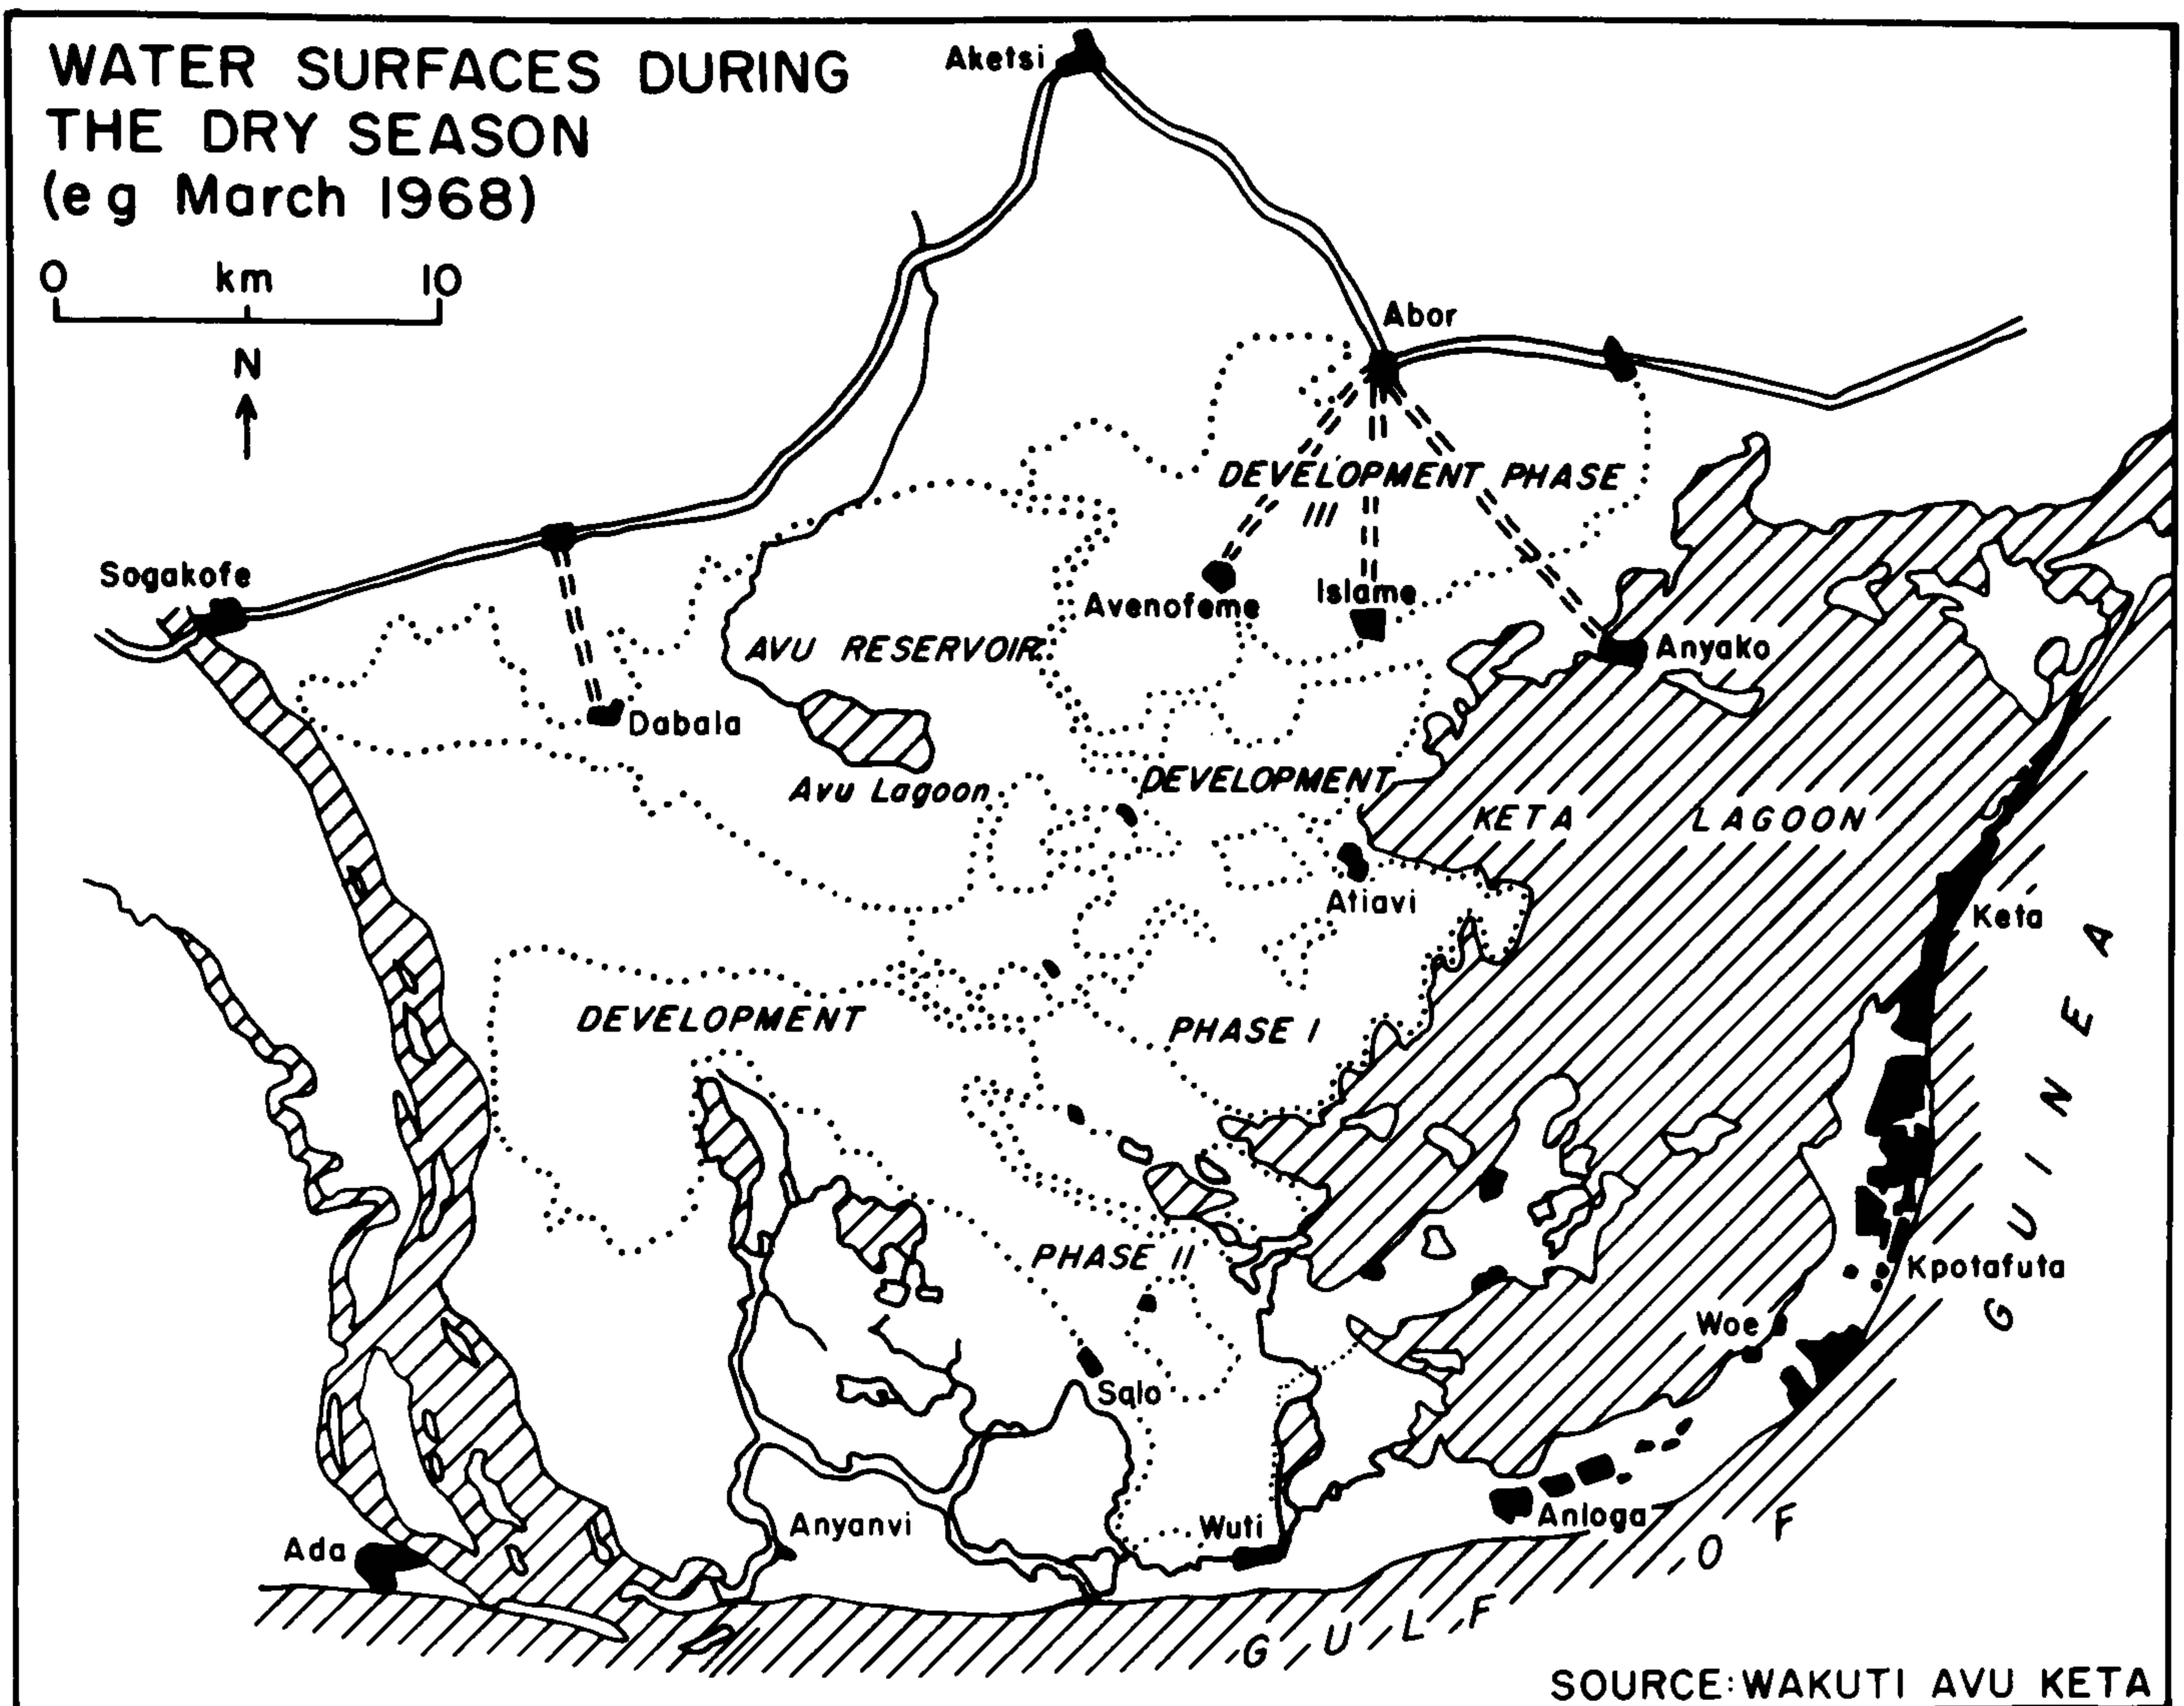 WATER SURFACES DURING
THE DRY SEASON
(eg March 1968)
0 km 10
N
Aketsi
Abor
DEVELOPMENT PHASE
III
Sogakofe
Avenofeme
Islame
Anyako
AVU RESERVOIR
Dabala
Avu Lagoon
DEVELOPMENT
KETA LAGOON
Atiavi
Keta
DEVELOPMENT
PHASE I
PHASE II
Kpotafuta
Woe
Salo
Anloga
Anyanvi
Wuti
Ada
GULF OF GUINEA
SOURCE: WAKUTI AVU KETA